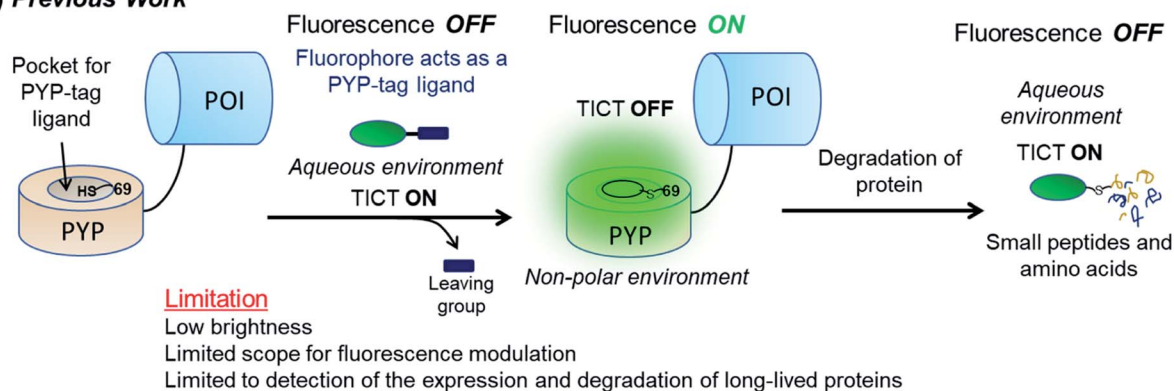 Previous Work
Fluorescence OFF
Fluorophore acts as a
PYP-tag ligand
Aqueous environment
TICT ON
Leaving
group
Pocket for
PYP-tag
ligand
POI
HS 69
PYP
Fluorescence ON
TICT OFF
POI
S 69
PYP
Non-polar environment
Degradation of
protein
Fluorescence OFF
Aqueous
environment
TICT ON
S
Small peptides and
amino acids
Limitation
Low brightness
Limited scope for fluorescence modulation
Limited to detection of the expression and degradation of long-lived proteins